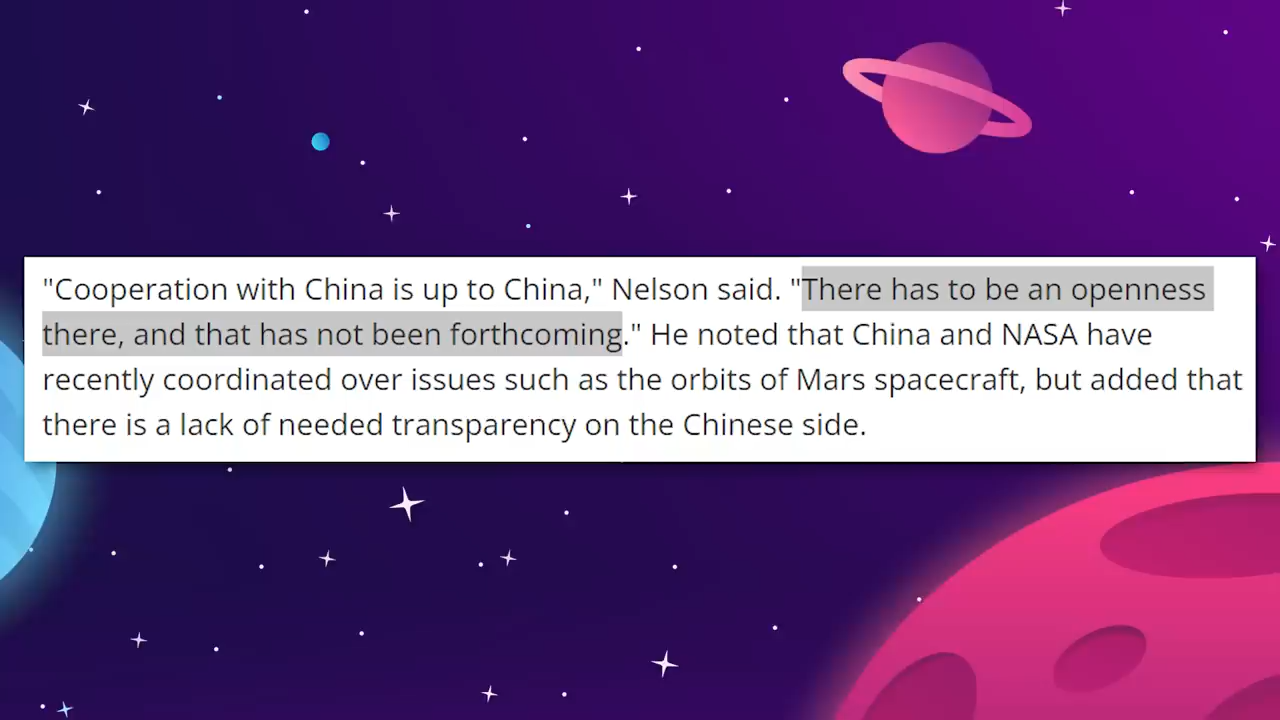 "Cooperation with China is up to China," Nelson said. "There has to be an openness
there, and that has not been forthcoming." He noted that China and NASA have
recently coordinated over issues such as the orbits of Mars spacecraft, but added that
there is a lack of needed transparency on the Chinese side.